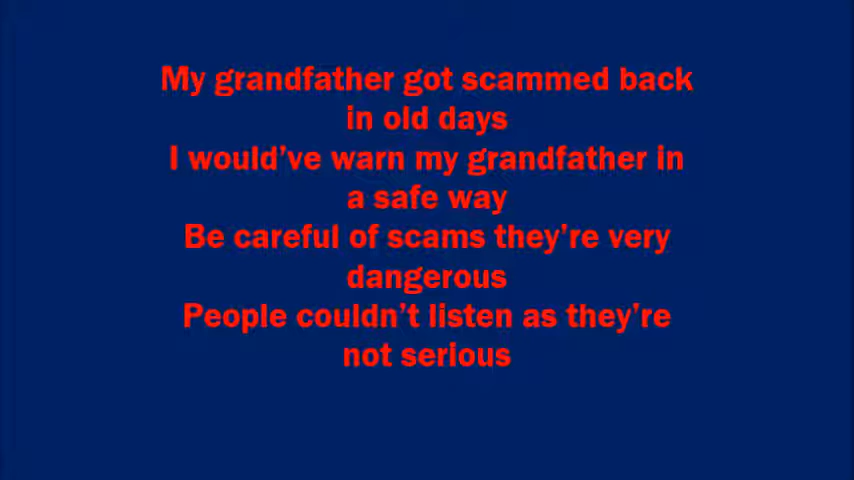 My grandfather got scammed back
in old days
I would’ve warn my grandfather in
a safe way
Be careful of scams they’re very
dangerous
People couldn’t listen as they’re
not serious